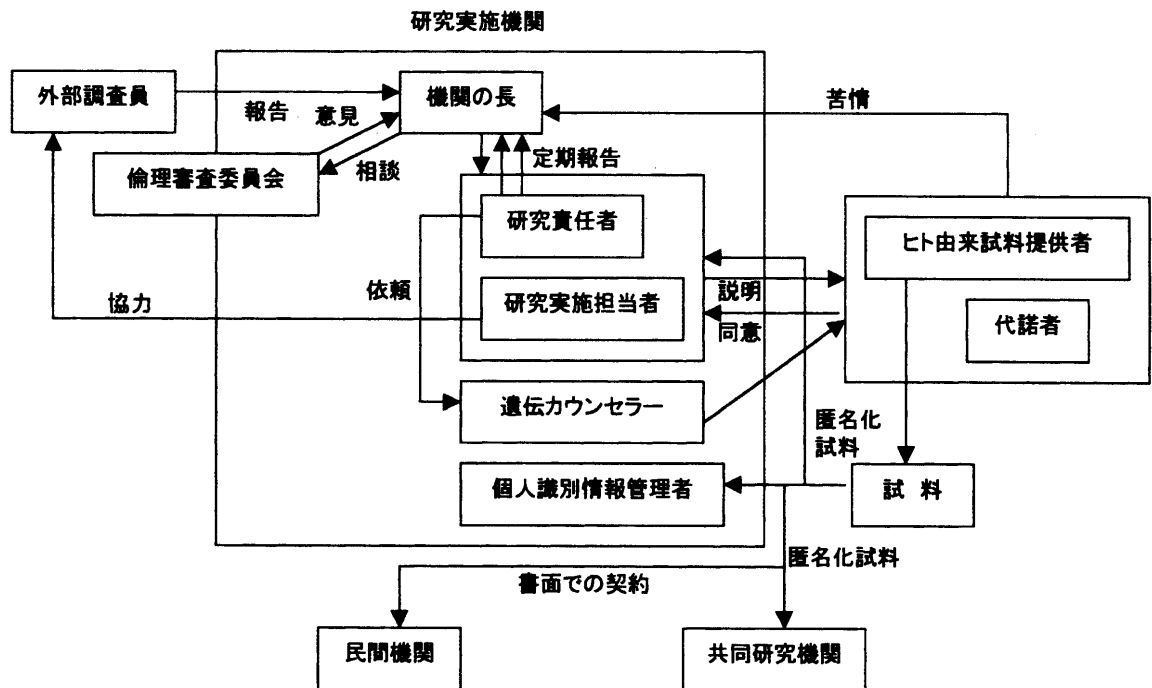 研究実施機関
外部調査員
機関の長
苦情
報告
意見
倫理審査委員会
相談
定期報告
研究責任者
ヒト由来試料提供者
依頼
説明
協力
研究実施担当者
同意
代諾者
遺伝カウンセラー
匿名化
試料
個人識別情報管理者
試 料
匿名化試料
書面での契約
民間機関
共同研究機関